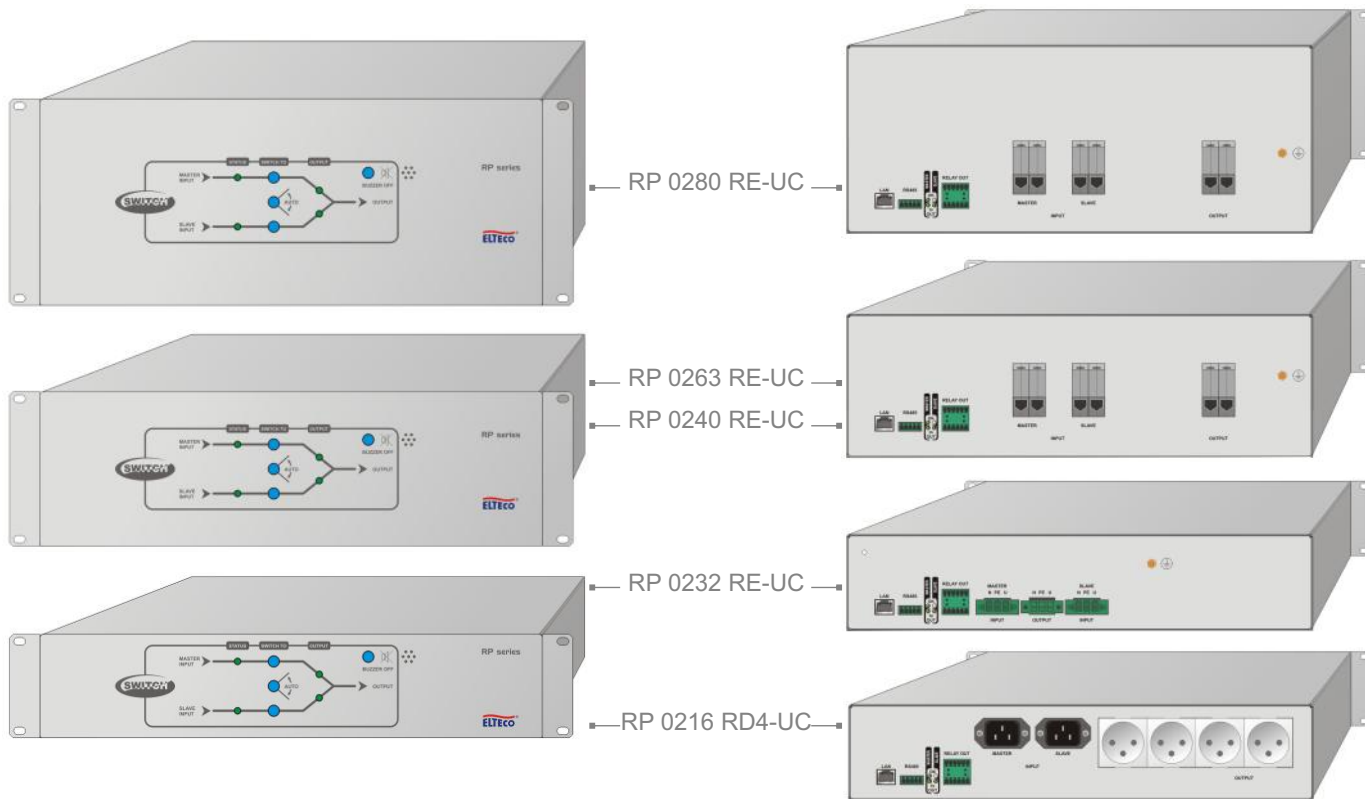 STATUS SWITCH TO OUTPUT
MASTER
INPUT
BUZZER OFF
AUTO
OUTPUT
SLAVE
INPUT
SWITCH
RP series
ELTECO
RP 0280 RE-UC
LAN RS485 RELAY OUT
MASTER SLAVE
INPUT OUTPUT
STATUS SWITCH TO OUTPUT
MASTER
INPUT
BUZZER OFF
AUTO
OUTPUT
SLAVE
INPUT
SWITCH
RP series
ELTECO
RP 0263 RE-UC
RP 0240 RE-UC
LAN RS485 RELAY OUT
MASTER SLAVE
INPUT OUTPUT
STATUS SWITCH TO OUTPUT
MASTER
INPUT
BUZZER OFF
AUTO
OUTPUT
SLAVE
INPUT
SWITCH
RP series
ELTECO
RP 0232 RE-UC
LAN RS485 RELAY OUT
MASTER SLAVE
N PE U N PE U N PE U
INPUT OUTPUT INPUT
RP 0216 RD4-UC
LAN RS485 RELAY OUT
MASTER SLAVE
INPUT OUTPUT